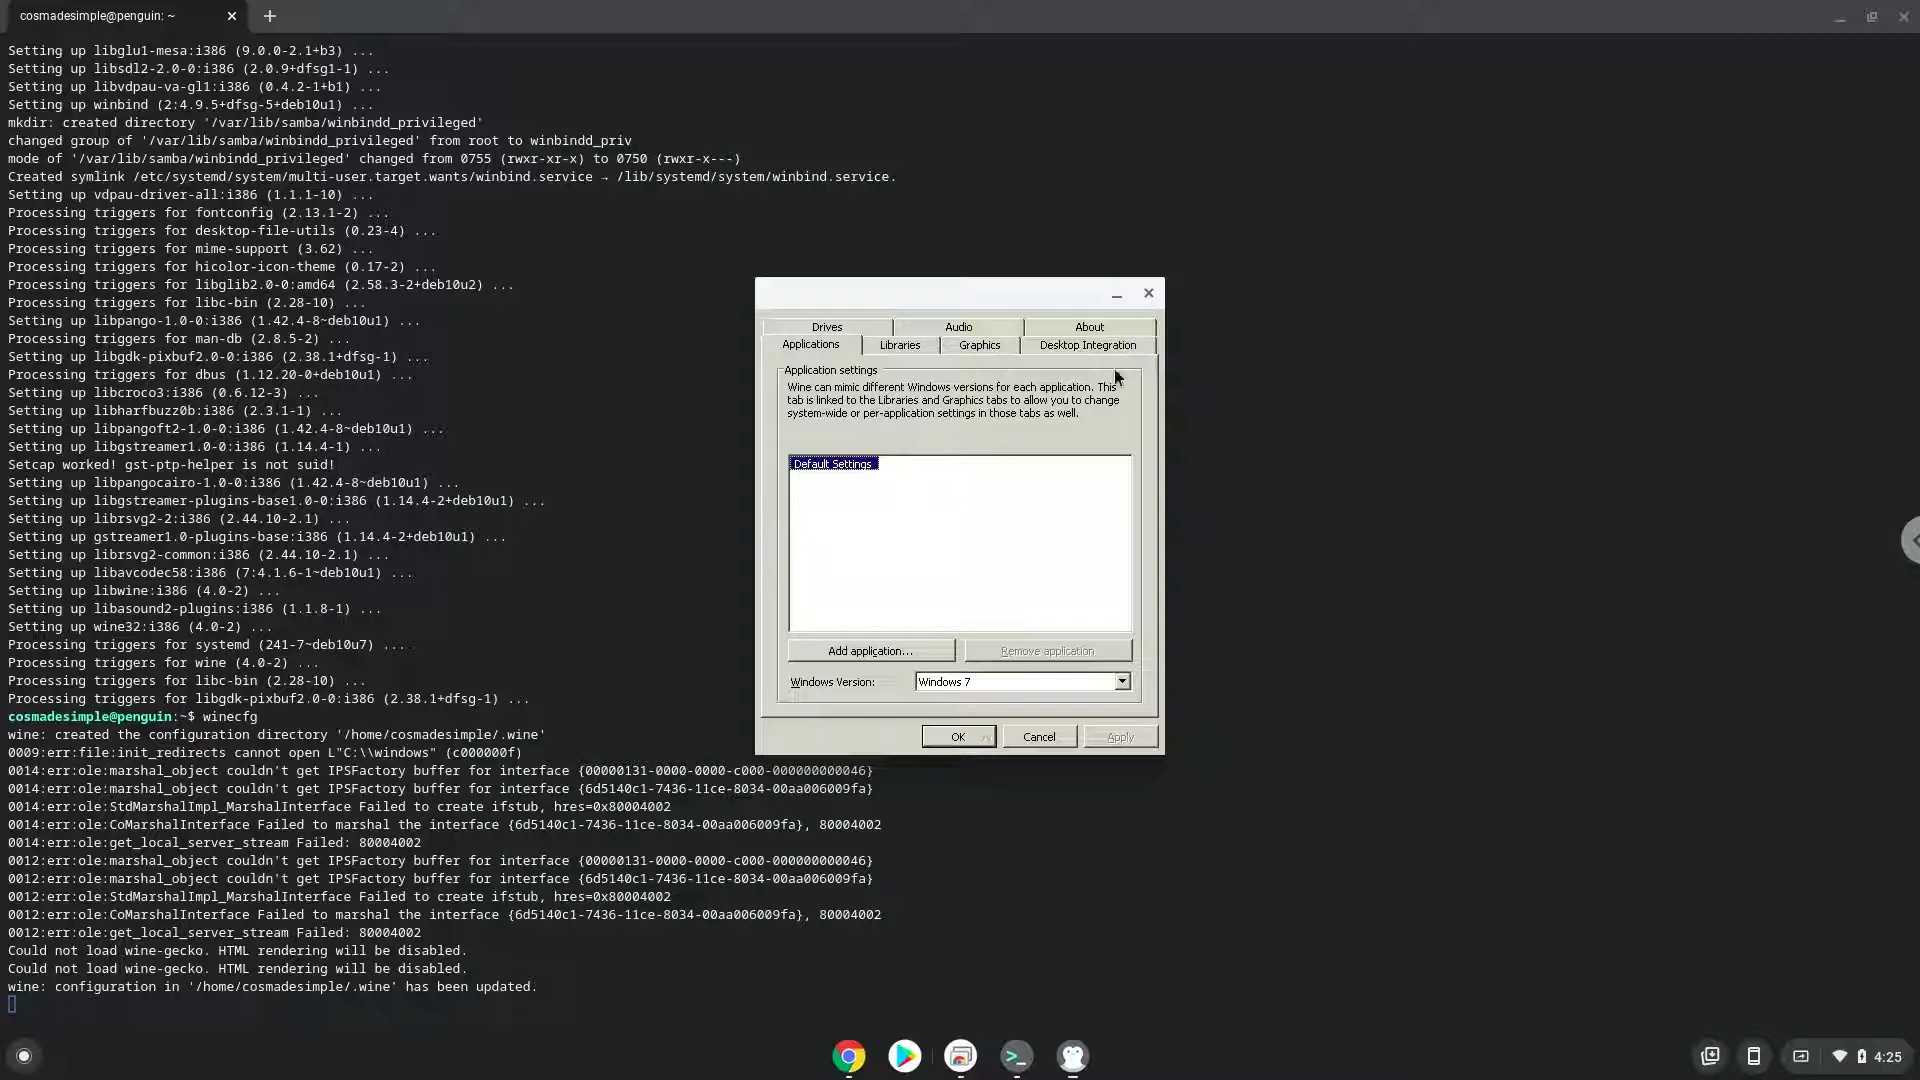 cosmadesimple@penguin: ~
Setting up libglu1-mesa:i386 (9.0.0-2.1+b3) ...
Setting up libsdl2-2.0-0:i386 (2.0.9+dfsg1-1) ...
Setting up libvdpau-va-gl1:i386 (0.4.2-1+b1) ...
Setting up winbind (2:4.9.5+dfsg-5+deb10u1) ...
mkdir: created directory '/var/lib/samba/winbindd_privileged'
changed group of '/var/lib/samba/winbindd_privileged' from root to winbindd_priv
mode of '/var/lib/samba/winbindd_privileged' changed from 0755 (rwxr-xr-x) to 0750 (rwxr-x---)
Created symlink /etc/systemd/system/multi-user.target.wants/winbind.service → /lib/systemd/system/winbind.service.
Setting up vdpau-driver-all:i386 (1.1.1-10) ...
Processing triggers for fontconfig (2.13.1-2) ...
Processing triggers for desktop-file-utils (0.23-4) ...
Processing triggers for mime-support (3.62) ...
Processing triggers for hicolor-icon-theme (0.17-2) ...
Processing triggers for libglib2.0-0:amd64 (2.58.3-2+deb10u2) ...
Processing triggers for libc-bin (2.28-10) ...
Setting up libpango-1.0-0:i386 (1.42.4-8~deb10u1) ...
Processing triggers for man-db (2.8.5-2) ...
Setting up libgdk-pixbuf2.0-0:i386 (2.38.1+dfsg-1) ...
Processing triggers for dbus (1.12.20-0+deb10u1) ...
Setting up libcroco3:i386 (0.6.12-3) ...
Setting up libharfbuzz0b:i386 (2.3.1-1) ...
Setting up libpangoft2-1.0-0:i386 (1.42.4-8~deb10u1) ...
Setting up libgstreamer1.0-0:i386 (1.14.4-1) ...
Setcap worked! gst-ptp-helper is not suid!
Setting up libpangocairo-1.0-0:i386 (1.42.4-8~deb10u1) ...
Setting up libgstreamer-plugins-base1.0-0:i386 (1.14.4-2+deb10u1) ...
Setting up librsvg2-2:i386 (2.44.10-2.1) ...
Setting up gstreamer1.0-plugins-base:i386 (1.14.4-2+deb10u1) ...
Setting up librsvg2-common:i386 (2.44.10-2.1) ...
Setting up libavcodec58:i386 (7:4.1.6-1~deb10u1) ...
Setting up libwine:i386 (4.0-2) ...
Setting up libasound2-plugins:i386 (1.1.8-1) ...
Setting up wine32:i386 (4.0-2) ...
Processing triggers for systemd (241-7~deb10u7) ...
Processing triggers for wine (4.0-2) ...
Processing triggers for libc-bin (2.28-10) ...
Processing triggers for libgdk-pixbuf2.0-0:i386 (2.38.1+dfsg-1) ...
cosmadesimple@penguin:~$ winecfg
wine: created the configuration directory '/home/cosmadesimple/.wine'
0009:err:file:init_redirects cannot open L"C:\\windows" (c000000f)
0014:err:ole:marshal_object couldn't get IPSFactory buffer for interface {00000131-0000-0000-c000-000000000046}
0014:err:ole:marshal_object couldn't get IPSFactory buffer for interface {6d5140c1-7436-11ce-8034-00aa006009fa}
0014:err:ole:StdMarshalImpl_MarshalInterface Failed to create ifstub, hres=0x80004002
0014:err:ole:CoMarshalInterface Failed to marshal the interface {6d5140c1-7436-11ce-8034-00aa006009fa}, 80004002
0014:err:ole:get_local_server_stream Failed: 80004002
0012:err:ole:marshal_object couldn't get IPSFactory buffer for interface {00000131-0000-0000-c000-000000000046}
0012:err:ole:marshal_object couldn't get IPSFactory buffer for interface {6d5140c1-7436-11ce-8034-00aa006009fa}
0012:err:ole:StdMarshalImpl_MarshalInterface Failed to create ifstub, hres=0x80004002
0012:err:ole:CoMarshalInterface Failed to marshal the interface {6d5140c1-7436-11ce-8034-00aa006009fa}, 80004002
0012:err:ole:get_local_server_stream Failed: 80004002
Could not load wine-gecko. HTML rendering will be disabled.
Could not load wine-gecko. HTML rendering will be disabled.
wine: configuration in '/home/cosmadesimple/.wine' has been updated.
Drives Audio About
Applications Libraries Graphics Desktop Integration
Application settings
Wine can mimic different Windows versions for each application. This
tab is linked to the Libraries and Graphics tabs to allow you to change
system-wide or per-application settings in those tabs as well.
Default Settings
Add application... Remove application
Windows Version: Windows 7
OK Cancel Apply
4:25